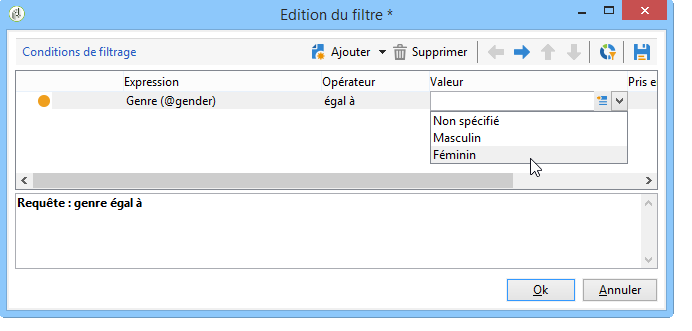 Edition du filtre *
Conditions de filtrage Ajouter Supprimer
Expression Opérateur Valeur Pris e
Genre (@gender) égal à
Non spécifié
Masculin
Féminin
Requête : genre égal à
Ok Annuler